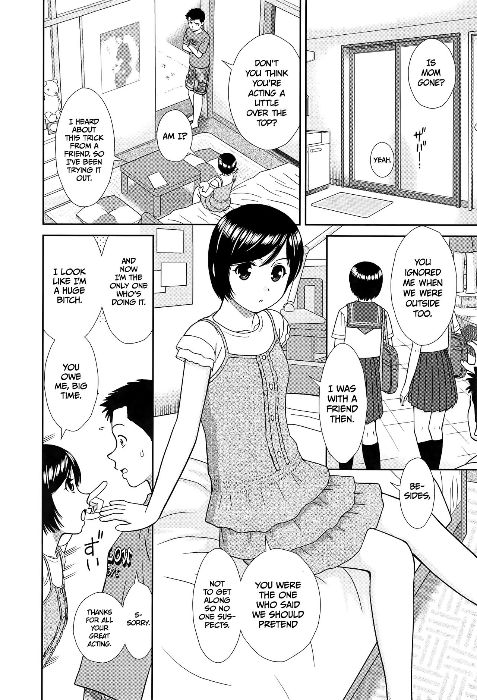 IS
MOM
GONE?
YEAH.
DON'T
YOU THINK
YOU'RE
ACTING A
LITTLE
OVER THE
TOP?
AM I?
I HEARD
ABOUT
THIS TRICK
FROM A
FRIEND, SO
I'VE BEEN
TRYING IT
OUT.
YOU
IGNORED
ME WHEN
WE WERE
OUTSIDE
TOO.
I WAS
WITH A
FRIEND
THEN.
BE-
SIDES,
YOU WERE
THE ONE
WHO SAID
WE SHOULD
PRETEND
NOT
TO GET
ALONG
SO NO
ONE SUS-
PECTS.
AND
NOW
I'M THE
ONLY ONE
WHO'S
DOING IT.
I LOOK
LIKE I'M
A HUGE
BITCH.
YOU
OWE
ME, BIG
TIME.
S-
SORRY.
THANKS
FOR ALL
YOUR
GREAT
ACTING.